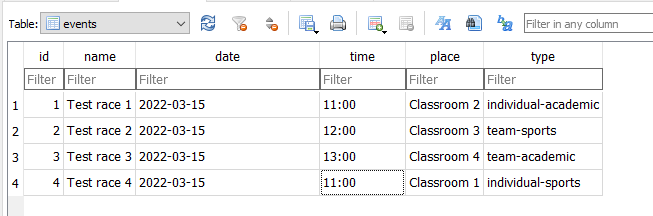 Table: events Filter in any column
id name date time place type
Filter Filter Filter Filter Filter Filter
1 1 Test race 1 2022-03-15 11:00 Classroom 2 individual-academic
2 2 Test race 2 2022-03-15 12:00 Classroom 3 team-sports
3 3 Test race 3 2022-03-15 13:00 Classroom 4 team-academic
4 4 Test race 4 2022-03-15 11:00 Classroom 1 individual-sports